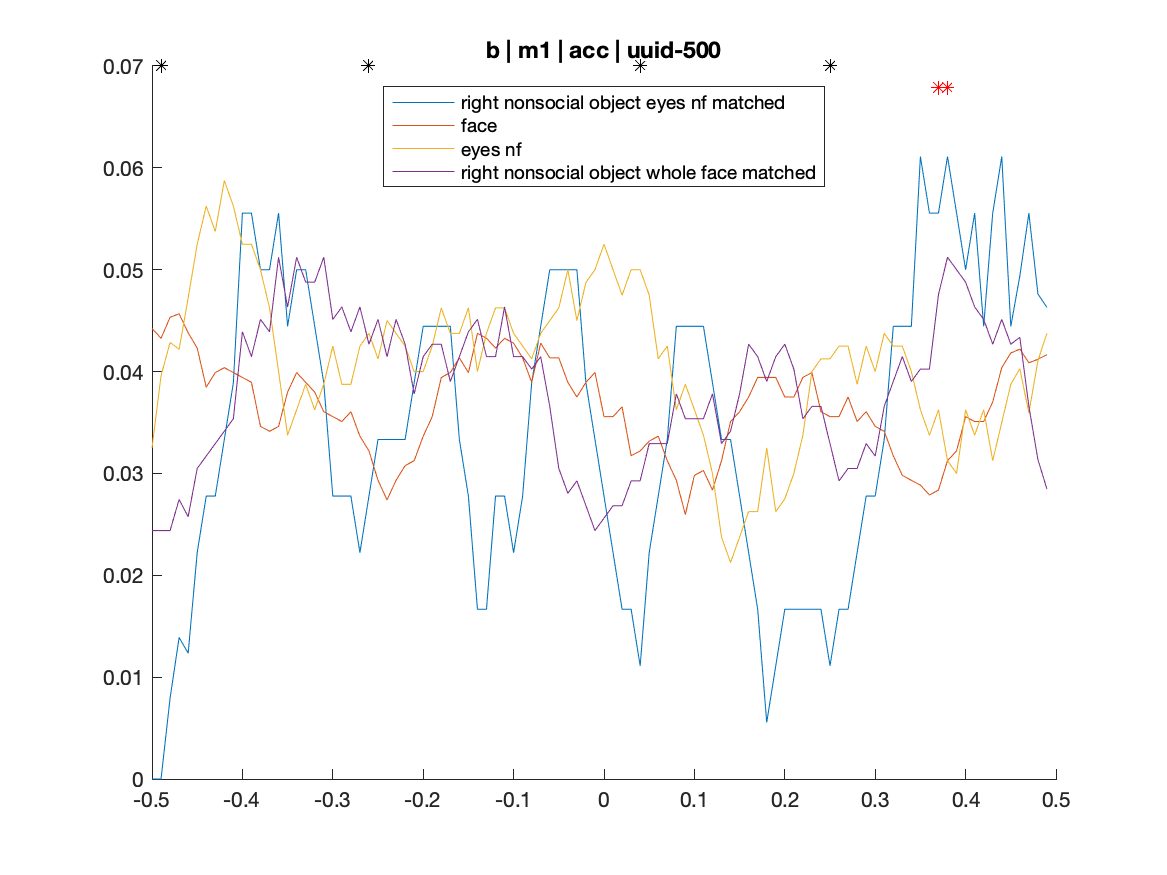 b | m1 | acc | uuid-500
0.07
right nonsocial object eyes nf matched
face
eyes nf
right nonsocial object whole face matched
0.06
0.05
0.04
0.03
0.02
0.01
0
-0.5 -0.4 -0.3 -0.2 -0.1 0 0.1 0.2 0.3 0.4 0.5